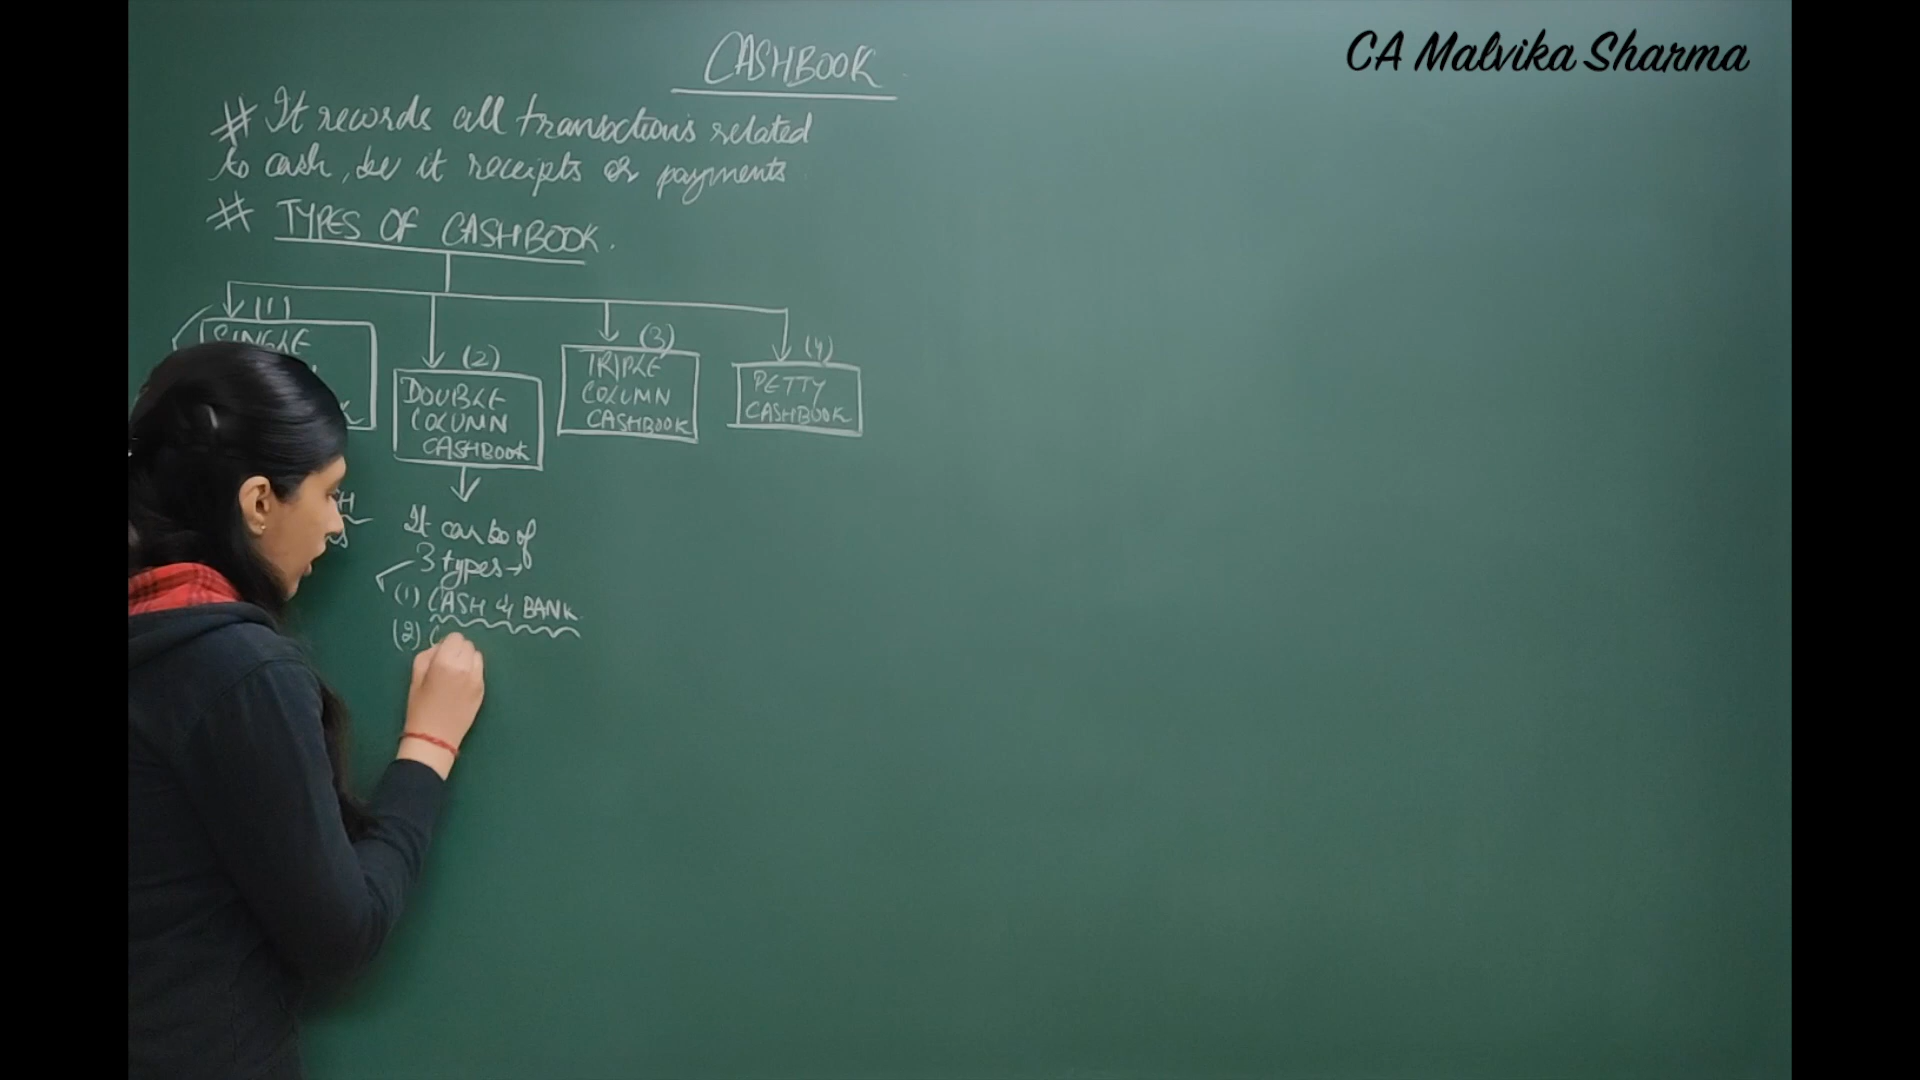 CASHBOOK
CA Malvika Sharma
# It records all transactions related
to cash, be it receipts or payments
# TYPES OF CASHBOOK.
(1)
SINGLE
(2)
DOUBLE
COLUMN
CASHBOOK
(3)
TRIPLE
COLUMN
CASHBOOK
(4)
PETTY
CASHBOOK
It can be of
3 types →
(1) CASH & BANK
(2) C